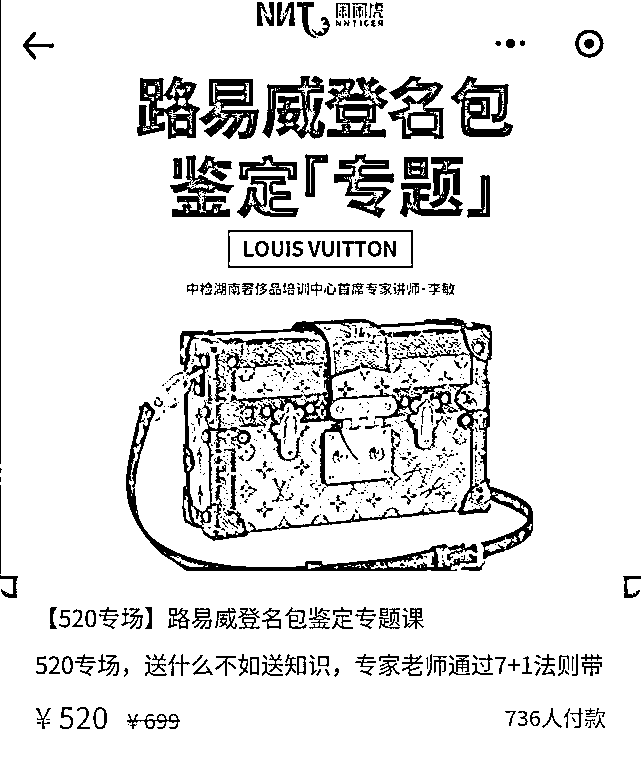 NNT3 闹闹虎
NNTIGER
路易威登名包
鉴定「专题」
LOUIS VUITTON
中检湖南奢侈品培训中心首席专家讲师-李敏
【520专场】路易威登名包鉴定专题课
520专场，送什么不如送知识，专家老师通过7+1法则带
￥520 ￥699 736人付款